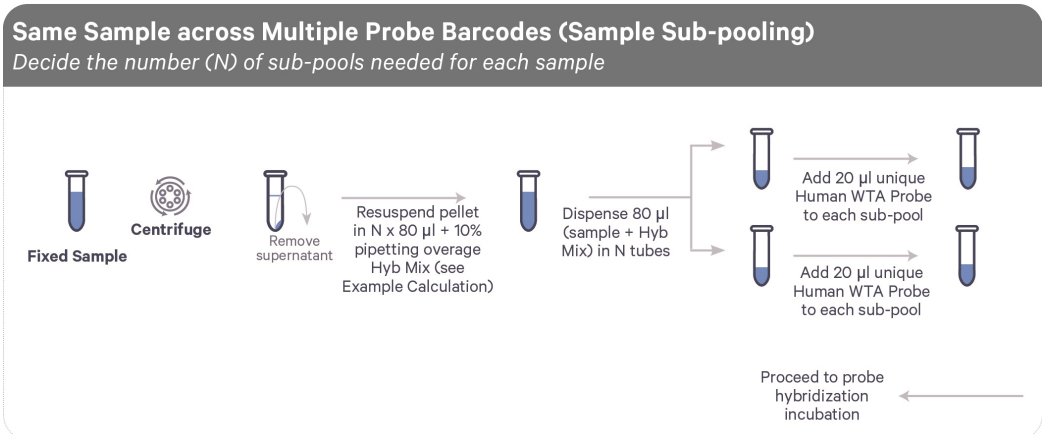 Same Sample across Multiple Probe Barcodes (Sample Sub-pooling)
Decide the number (N) of sub-pools needed for each sample
Fixed Sample
Centrifuge
Remove
supernatant
Resuspend pellet
in N x 80 µl + 10%
pipetting overage
Hyb Mix (see
Example Calculation)
Dispense 80 µl
(sample + Hyb
Mix) in N tubes
Add 20 µl unique
Human WTA Probe
to each sub-pool
Add 20 µl unique
Human WTA Probe
to each sub-pool
Proceed to probe
hybridization
incubation